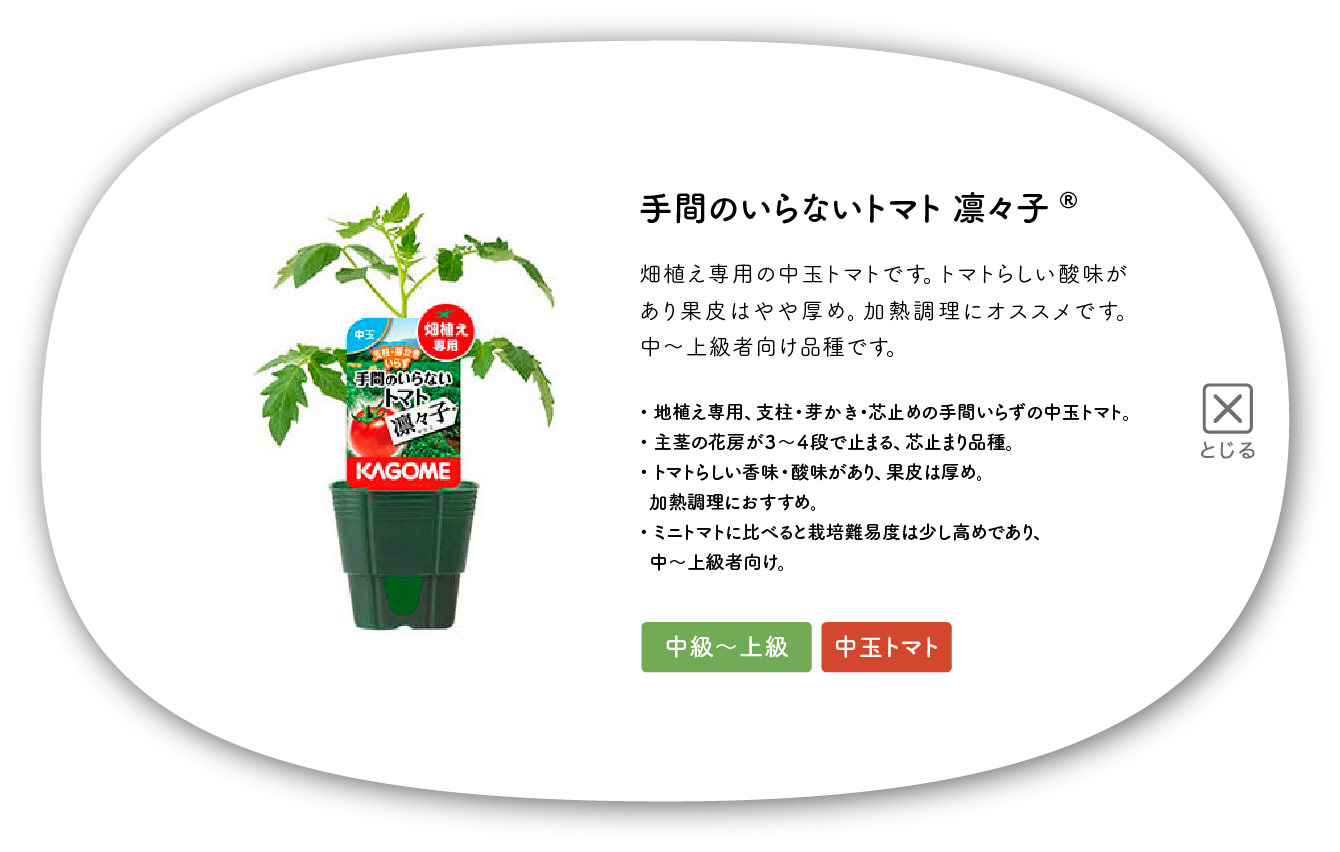 手間のいらないトマト 凛々子®
畑植え専用の中玉トマトです。トマトらしい酸味が
あり果皮はやや厚め。加熱調理にオススメです。
中〜上級者向け品種です。
・地植え専用、支柱・芽かき・芯止めの手間いらずの中玉トマト。
・主茎の花房が3〜4段で止まる、芯止まり品種。
・トマトらしい香味・酸味があり、果皮は厚め。
加熱調理におすすめ。
・ミニトマトに比べると栽培難易度は少し高めであり、
中〜上級者向け。
中級〜上級
中玉トマト
とじる
中玉
畑植え
専用
支柱・芽かき
いらず
手間のいらない
トマト
凛々子
KAGOME